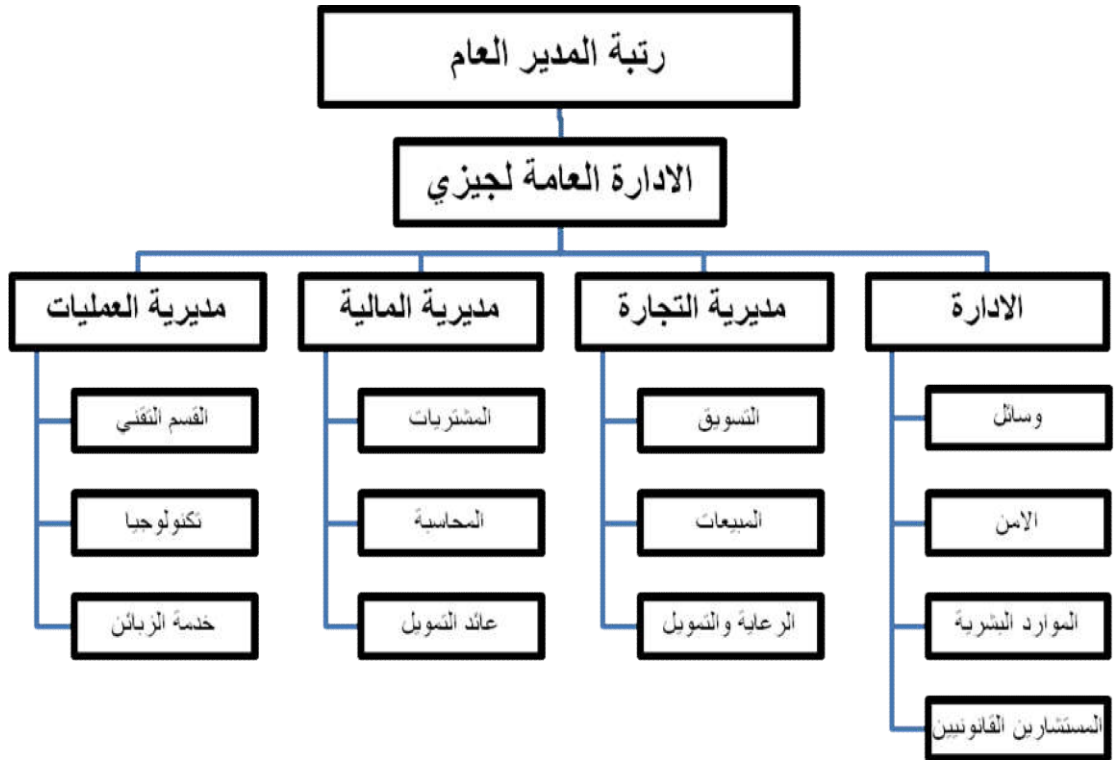 رتبة المدير العام
الادارة العامة لجيزي
الادارة
مديرية التجارة
مديرية المالية
مديرية العمليات
وسائل
التسويق
المشتريات
القسم التقني
الامن
المبيعات
المحاسبة
تكنولوجيا
الموارد البشرية
الرعاية والتمويل
عائد التمويل
خدمة الزبائن
المستشارين القانونيين